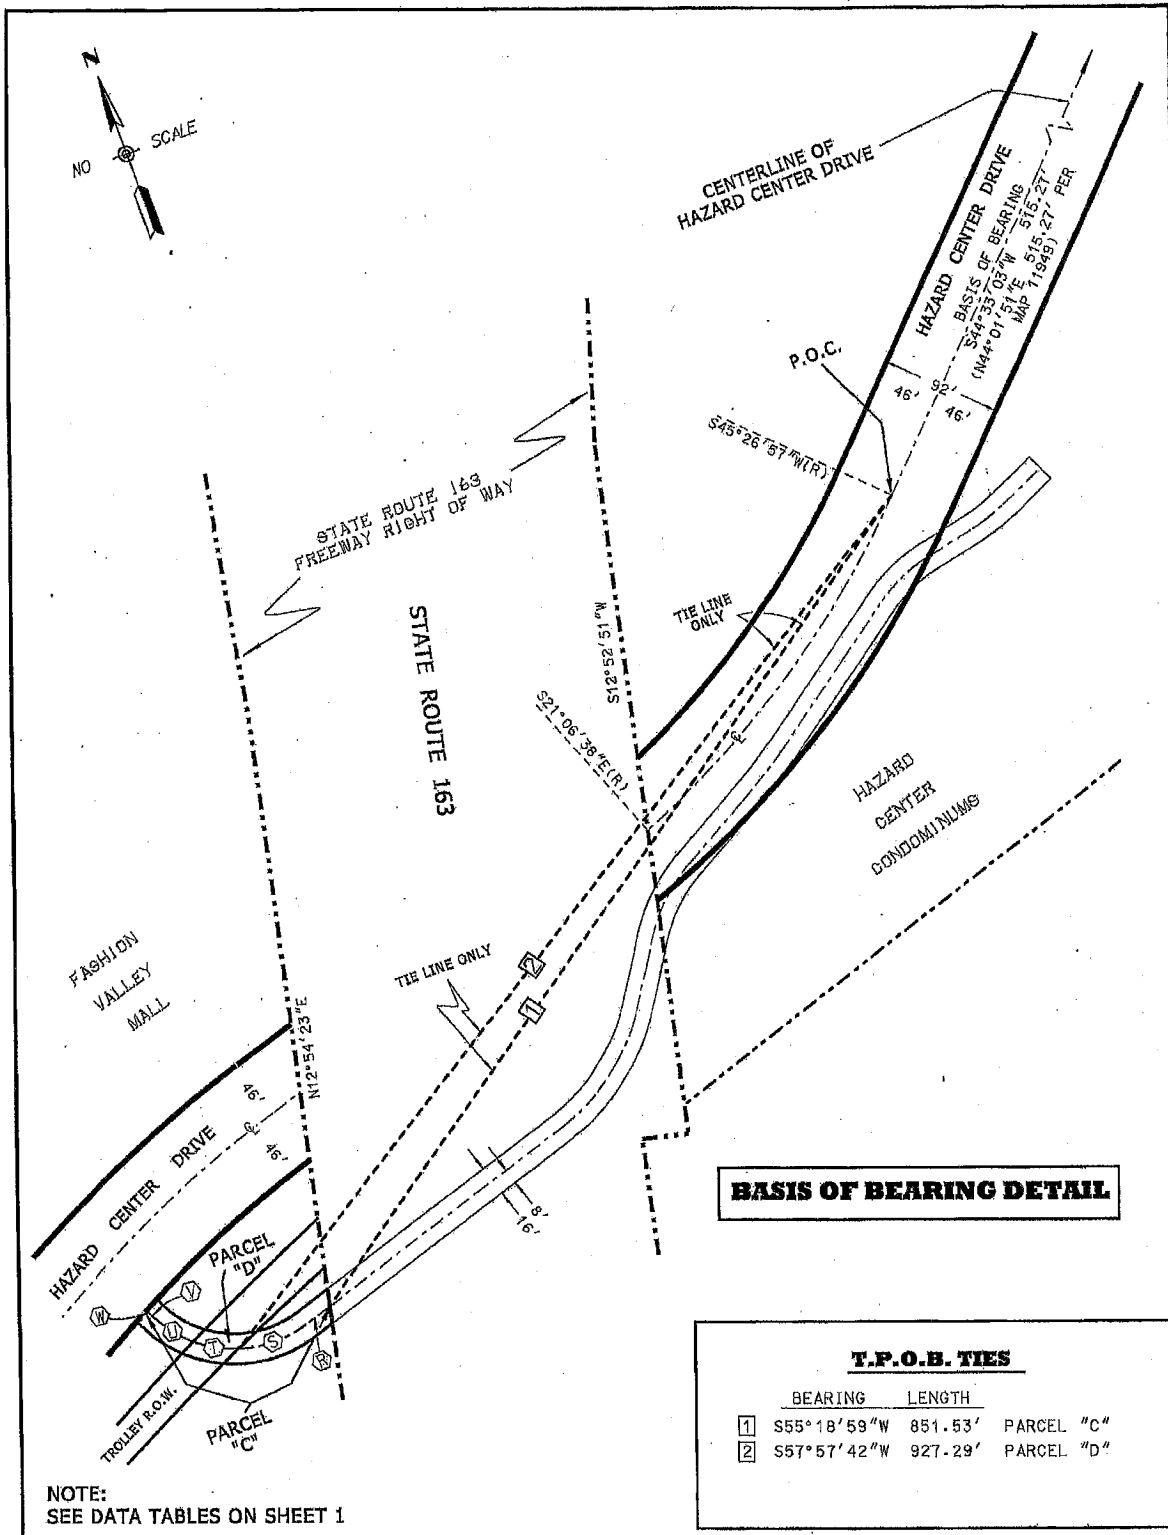 N
NO SCALE
CENTERLINE OF
HAZARD CENTER DRIVE
HAZARD CENTER DRIVE
BASIS OF BEARING
S44°33'03"W 515.27'
(N44°01'51"E 515.27' PER
MAP 11949)
P.O.C.
46' 92'
46'
S45°26'57"W(R)
STATE ROUTE 163
FREEWAY RIGHT OF WAY
STATE ROUTE 163
S12°52'51"W
TIE LINE
ONLY
S21°06'38"E(R)
HAZARD
CENTER
CONDOMINUMS
FASHION
VALLEY
MALL
TIE LINE ONLY
2
1
N12°54'23"E
46'
46'
HAZARD CENTER DRIVE
8'
16'
BASIS OF BEARING DETAIL
PARCEL
"D"
W
V
U
T
S
R
TROLLEY R.O.W.
PARCEL
"C"
T.P.O.B. TIES
BEARING LENGTH
1 S55°18'59"W 851.53' PARCEL "C"
2 S57°57'42"W 927.29' PARCEL "D"
NOTE:
SEE DATA TABLES ON SHEET 1